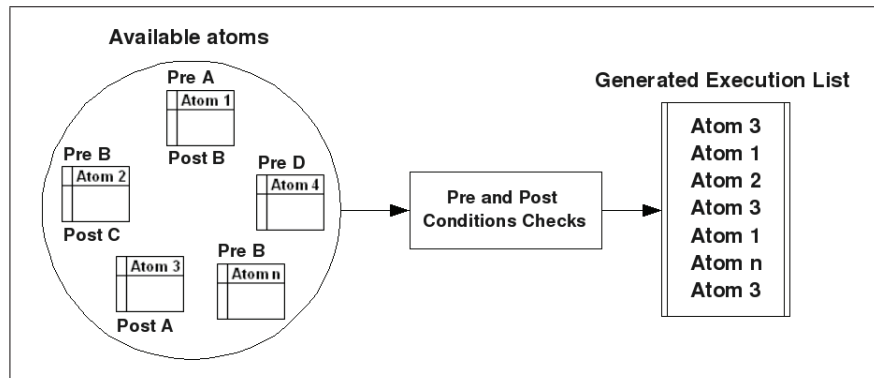 Available atoms
Pre A
Atom 1
Post B
Pre B
Atom 2
Post C
Pre D
Atom 4
Atom 3
Post A
Pre B
Atom n
Pre and Post
Conditions Checks
Generated Execution List
Atom 3
Atom 1
Atom 2
Atom 3
Atom 1
Atom n
Atom 3